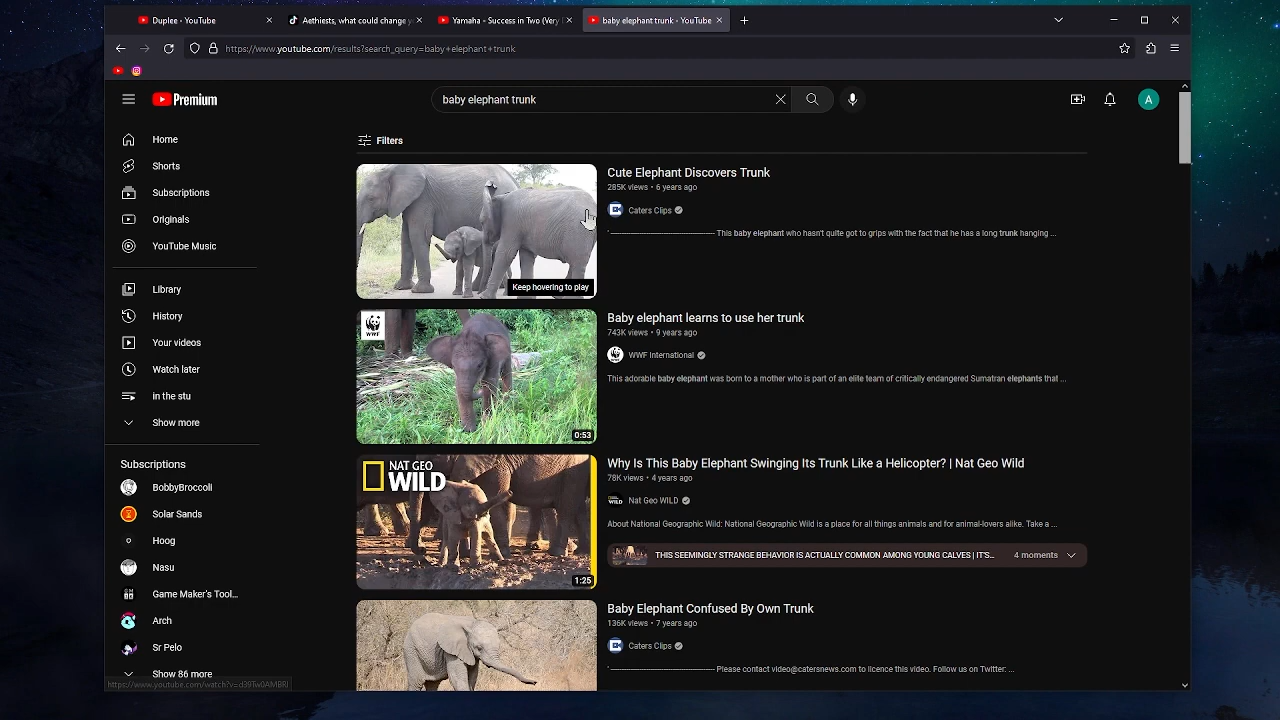 Duplee - YouTube
Aethiests, what could change y
Yamaha • Success in Two (Very
baby elephant trunk - YouTube
https://www.youtube.com/results?search_query=baby+elephant+trunk
Premium
baby elephant trunk
A
Home
Shorts
Subscriptions
Originals
YouTube Music
Library
History
Your videos
Watch later
in the stu
Show more
Subscriptions
BobbyBroccoli
Solar Sands
Hoog
Nasu
Game Maker's Tool...
Arch
Sr Pelo
Show 86 more
Filters
Keep hovering to play
Cute Elephant Discovers Trunk
285K views • 6 years ago
Caters Clips
This baby elephant who hasn't quite got to grips with the fact that he has a long trunk hanging ...
WWF
0:53
Baby elephant learns to use her trunk
743K views • 9 years ago
WWF International
This adorable baby elephant was born to a mother who is part of an elite team of critically endangered Sumatran elephants that ...
NAT GEO
WILD
1:25
Why Is This Baby Elephant Swinging Its Trunk Like a Helicopter? | Nat Geo Wild
78K views • 4 years ago
Nat Geo WILD
About National Geographic Wild: National Geographic Wild is a place for all things animals and for animal-lovers alike. Take a ...
THIS SEEMINGLY STRANGE BEHAVIOR IS ACTUALLY COMMON AMONG YOUNG CALVES | IT'S...
4 moments
Baby Elephant Confused By Own Trunk
136K views • 7 years ago
Caters Clips
Please contact video@catersnews.com to licence this video. Follow us on Twitter: ...